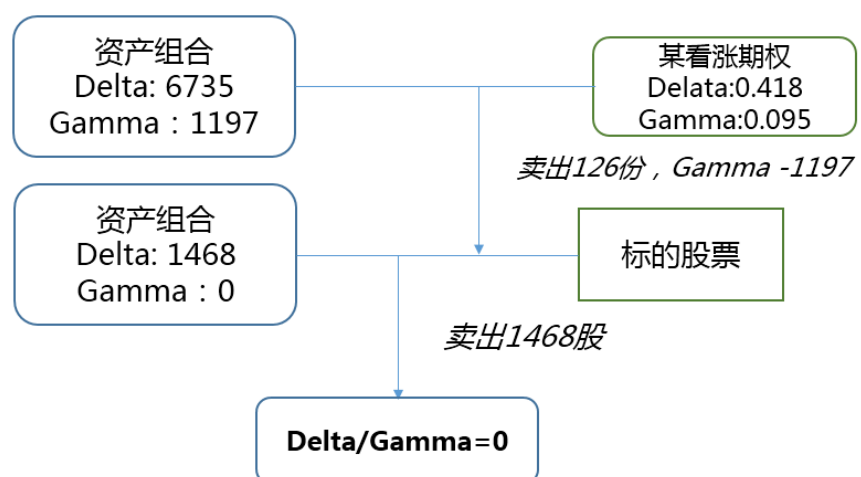 资产组合
Delta: 6735
Gamma：1197
某看涨期权
Delata:0.418
Gamma:0.095
卖出126份，Gamma -1197
资产组合
Delta: 1468
Gamma：0
标的股票
卖出1468股
Delta/Gamma=0